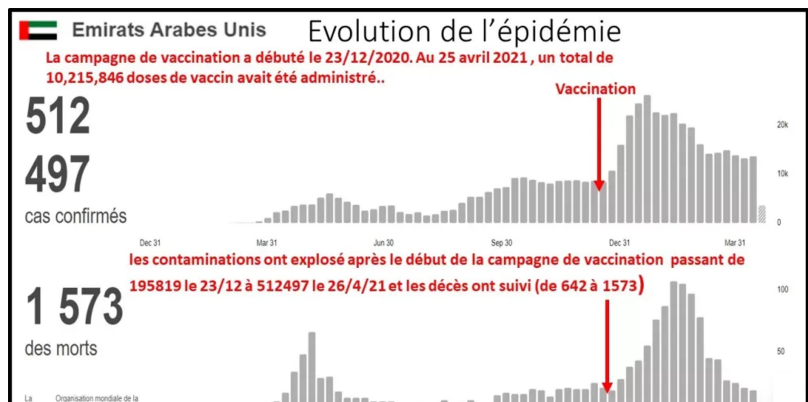 Emirats Arabes Unis
Evolution de l'épidémie
La campagne de vaccination a débuté le 23/12/2020. Au 25 avril 2021 , un total de
10,215,846 doses de vaccin avait été administré..
Vaccination
512
497
cas confirmés
20k
10k
0
Dec 31
Mar 31
Jun 30
Sep 30
Dec 31
Mar 31
les contaminations ont explosé après le début de la campagne de vaccination passant de
195819 le 23/12 à 512497 le 26/4/21 et les décès ont suivi (de 642 à 1573)
1 573
des morts
100
50
La
Organisation mondiale de la